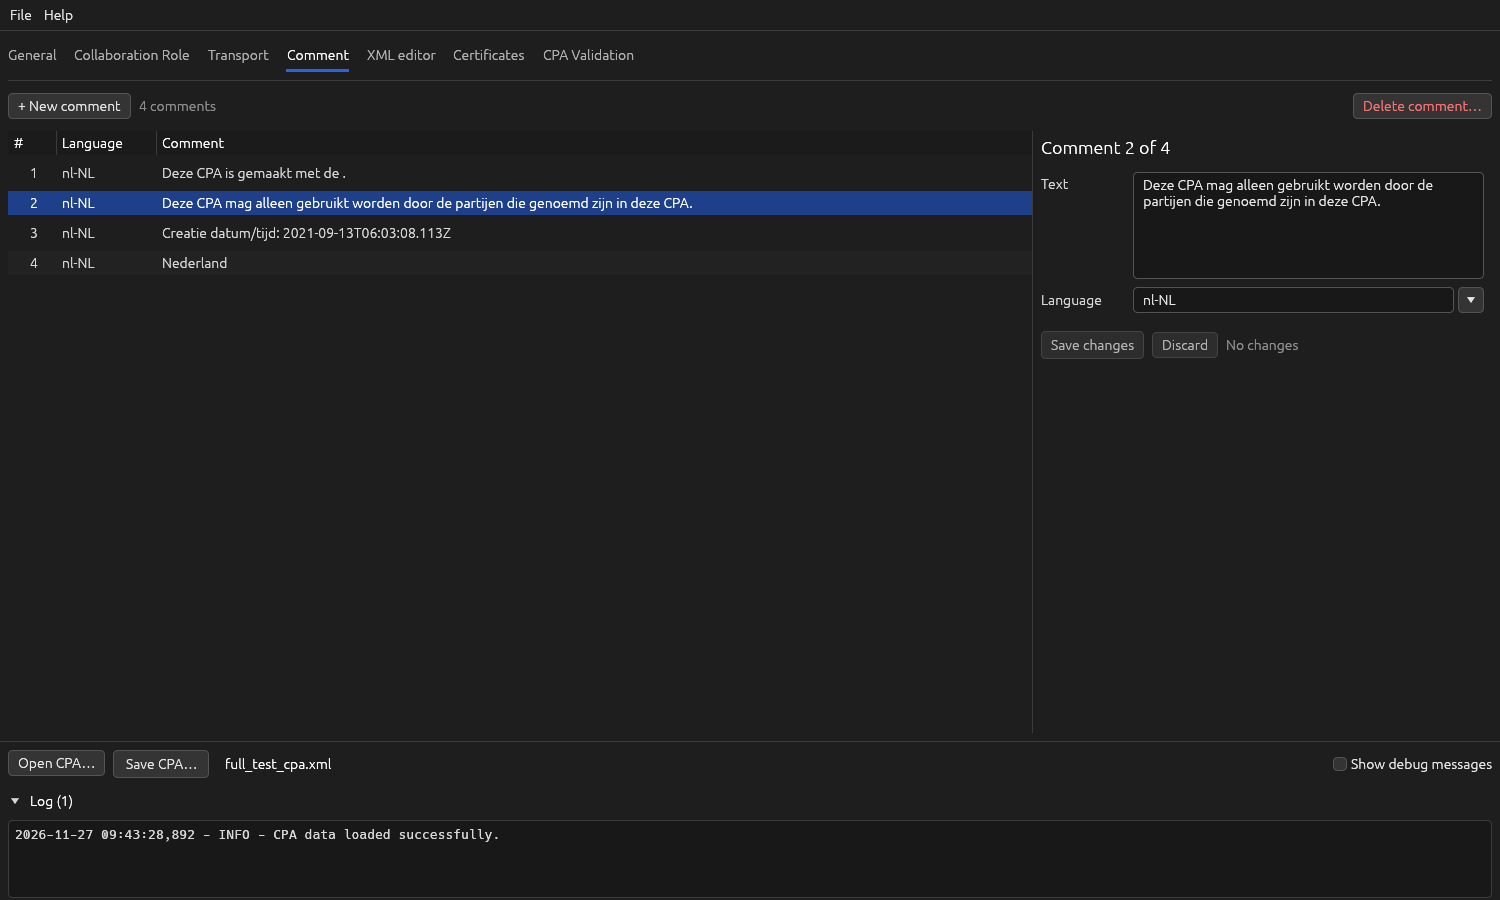 File Help
General Collaboration Role Transport Comment XML editor Certificates CPA Validation
+ New comment 4 comments Delete comment...
# Language Comment
1 nl-NL Deze CPA is gemaakt met de .
2 nl-NL Deze CPA mag alleen gebruikt worden door de partijen die genoemd zijn in deze CPA.
3 nl-NL Creatie datum/tijd: 2021-09-13T06:03:08.113Z
4 nl-NL Nederland
Comment 2 of 4
Text
Deze CPA mag alleen gebruikt worden door de
partijen die genoemd zijn in deze CPA.
Language nl-NL
Save changes Discard No changes
Open CPA... Save CPA... full_test_cpa.xml Show debug messages
Log (1)
2026-11-27 09:43:28,892 - INFO - CPA data loaded successfully.